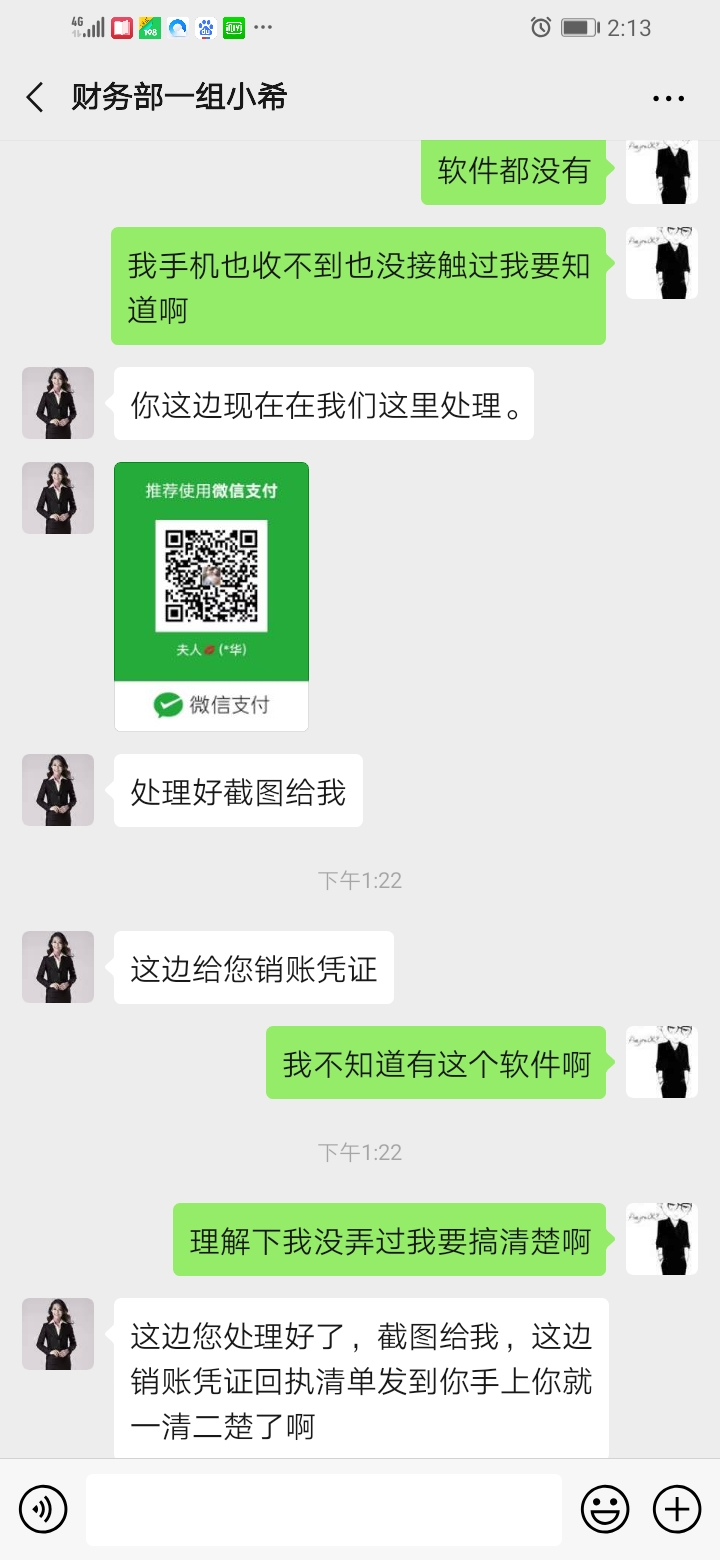 4G
198
2:13
财务部一组小希
软件都没有
我手机也收不到也没接触过我要知
道啊
你这边现在在我们这里处理。
推荐使用微信支付
夫人💋(*华)
微信支付
处理好截图给我
下午1:22
这边给您销账凭证
我不知道有这个软件啊
下午1:22
理解下我没弄过我要搞清楚啊
这边您处理好了，截图给我，这边
销账凭证回执清单发到你手上你就
一清二楚了啊